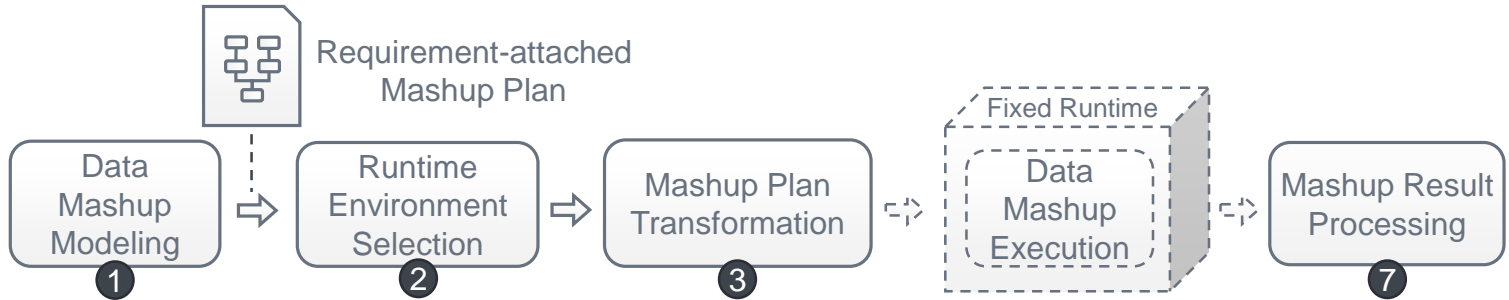 Requirement-attached
Mashup Plan
Data
Mashup
Modeling
1
Runtime
Environment
Selection
2
Mashup Plan
Transformation
3
Fixed Runtime
Data
Mashup
Execution
Mashup Result
Processing
7